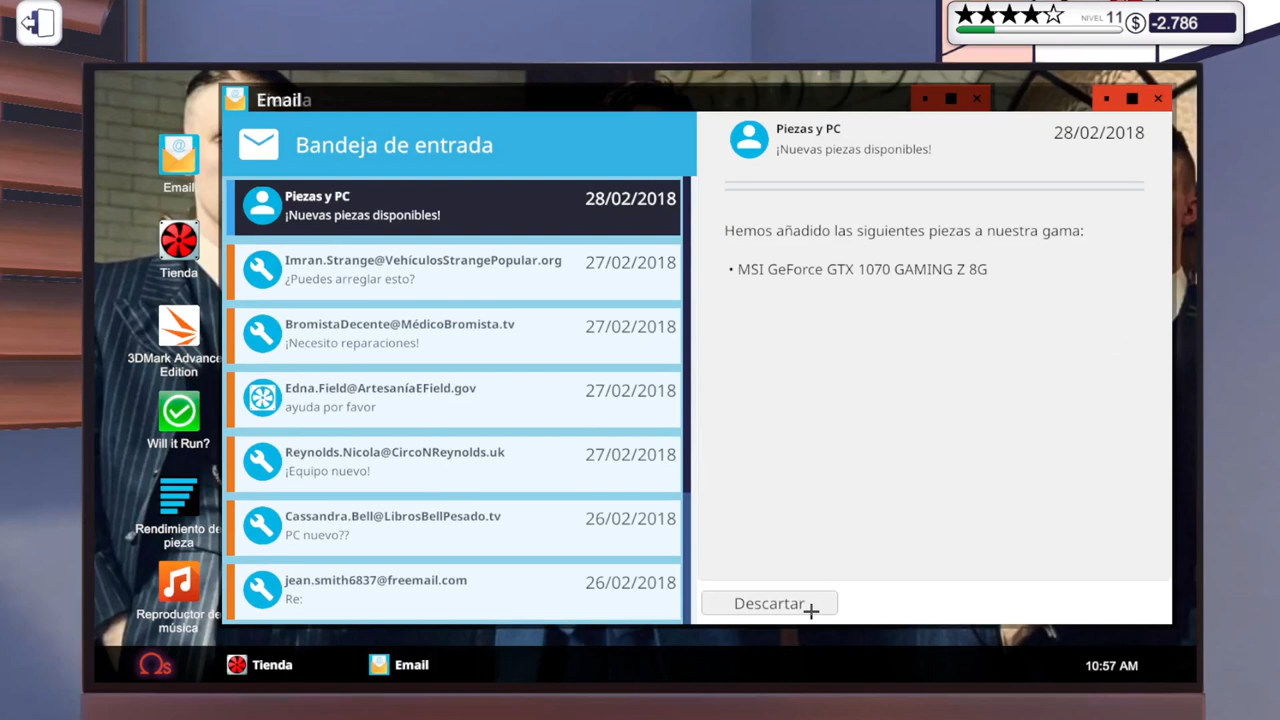 NIVEL 11
$ -2.786
Email
Bandeja de entrada
Piezas y PC
28/02/2018
¡Nuevas piezas disponibles!
Imran.Strange@VehículosStrangePopular.org
27/02/2018
¿Puedes arreglar esto?
BromistaDecente@MédicoBromista.tv
27/02/2018
¡Necesito reparaciones!
Edna.Field@ArtesaníaEField.gov
27/02/2018
ayuda por favor
Reynolds.Nicola@CircoNReynolds.uk
27/02/2018
¡Equipo nuevo!
Cassandra.Bell@LibrosBellPesado.tv
26/02/2018
PC nuevo??
jean.smith6837@freemail.com
26/02/2018
Re:
Piezas y PC
28/02/2018
¡Nuevas piezas disponibles!
Hemos añadido las siguientes piezas a nuestra gama:
• MSI GeForce GTX 1070 GAMING Z 8G
Descartar
Email
Tienda
3DMark Advance
Edition
Will it Run?
Rendimiento de
pieza
Reproductor de
música
Ωs
Tienda
Email
10:57 AM